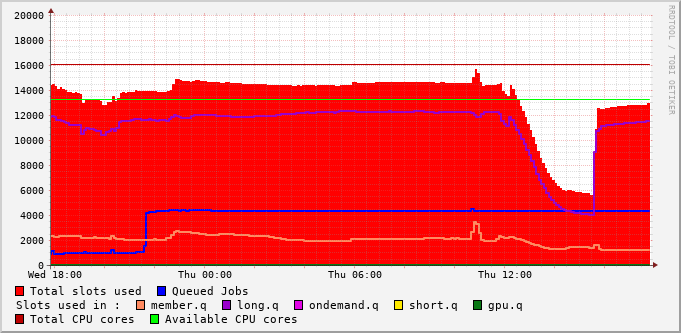 20000
18000
16000
14000
12000
10000
8000
6000
4000
2000
0
Wed 18:00 Thu 00:00 Thu 06:00 Thu 12:00
RRDTOOL / TOBI OETIKER
Total slots used Queued Jobs
Slots used in : member.q long.q ondemand.q short.q gpu.q
Total CPU cores Available CPU cores